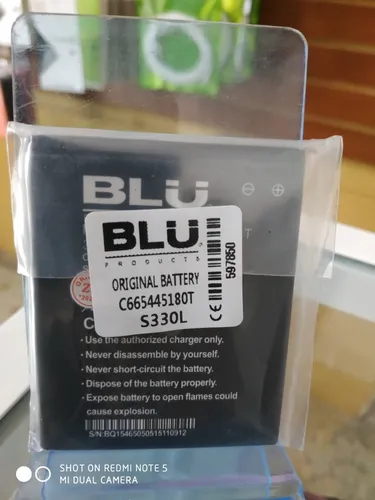 BLU
T
BLU
PRODUCTS
ORIGINAL BATTERY
C665445180T
S330L
CE
597850
C
· Use the authorized charger only.
· Never disassemble by yourself.
· Never short-circuit the battery.
· Dispose of the battery properly.
· Expose battery to open flames could
cause explosion.
S/N:BQ15465050515110912
SHOT ON REDMI NOTE 5
MI DUAL CAMERA